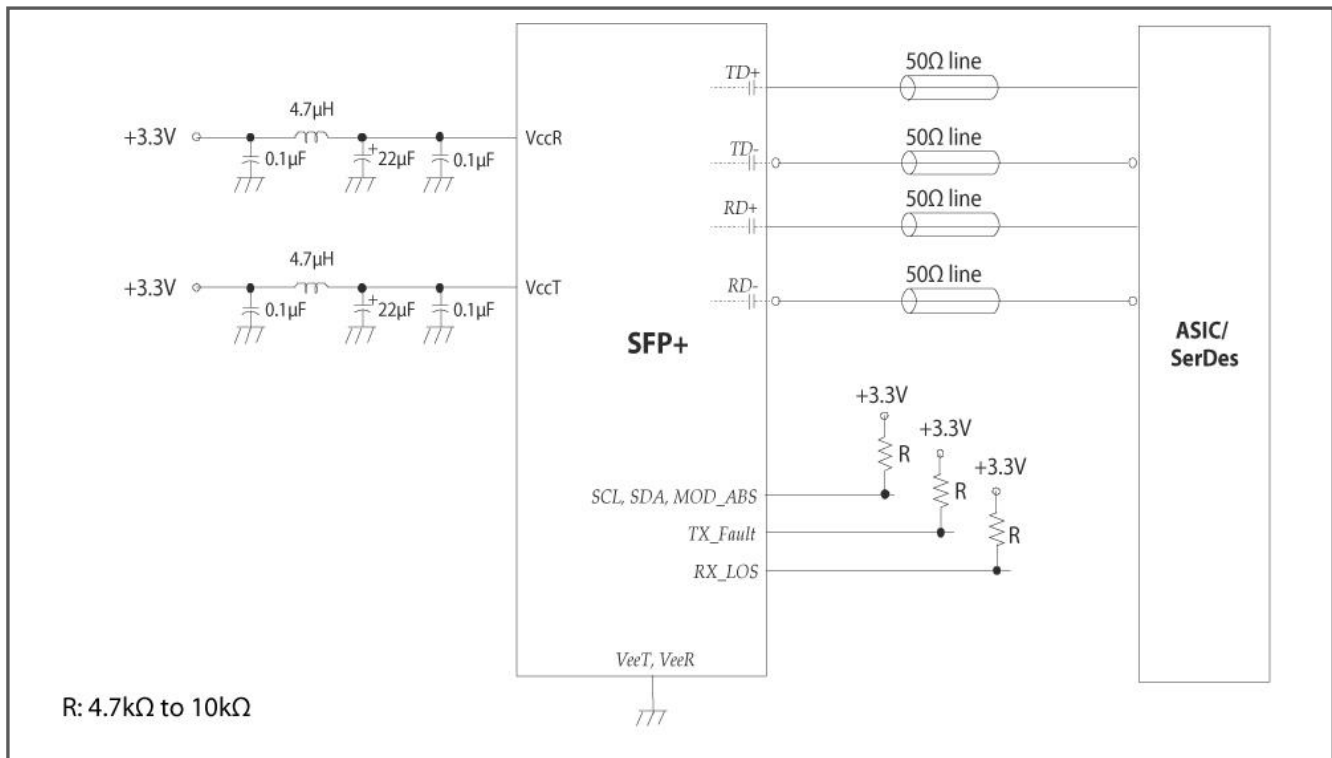 50Ω line
TD+
4.7μH
+3.3V
VccR
0.1μF
22μF
0.1μF
50Ω line
TD-
50Ω line
RD+
4.7μH
+3.3V
VccT
0.1μF
22μF
0.1μF
50Ω line
RD-
SFP+
ASIC/
SerDes
+3.3V
R
+3.3V
R
+3.3V
R
SCL, SDA, MOD_ABS
TX_Fault
RX_LOS
VeeT, VeeR
R: 4.7kΩ to 10kΩ